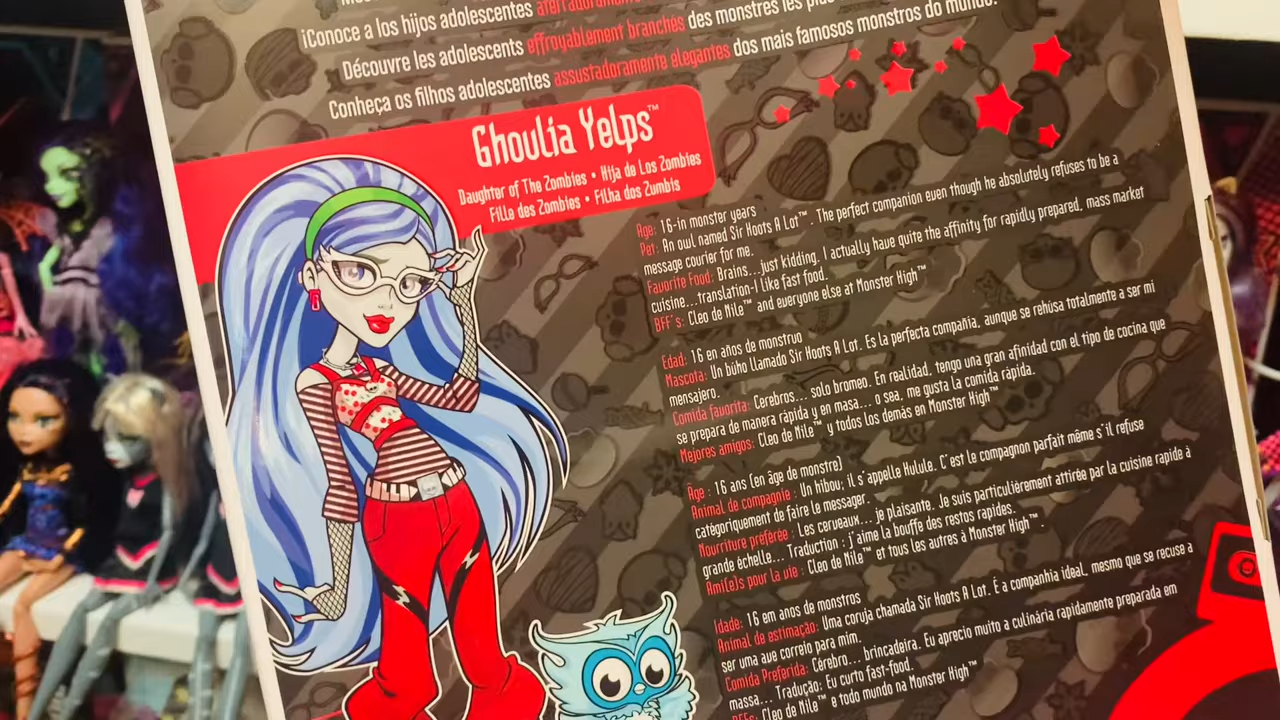 ¡Conoce a los hijos adolescentes aterradoramente
Découvre les adolescents effroyablement branches des monstres les plus
Conheça os filhos adolescentes assustadoramente elegantes dos mais famosos monstros do mundo.
Ghoulia Yelps™
Daughter of The Zombies • Hija de Los Zombies
Fille des Zombies • Filha dos Zumbis
Age: 16-in monster years
Pet: An owl named Sir Hoots A Lot™. The perfect companion even though he absolutely refuses to be a
message courier for me.
Favorite Food: Brains...just kidding, I actually have quite the affinity for rapidly prepared, mass market
cuisine...translation-I like fast food.
BFF's: Cleo de Nile™ and everyone else at Monster High™
Edad: 16 en años de monstruo
Mascota: Un búho llamado Sir Hoots A Lot. Es la perfecta compañía, aunque se rehúsa totalmente a ser mi
mensajero.
Comida favorita: Cerebros... solo bromeo. En realidad, tengo una gran afinidad con el tipo de cocina que
se prepara de manera rápida y en masa... o sea, me gusta la comida rápida.
Mejores amigos: Cleo de Nile™ y todos los demás en Monster High™
Âge : 16 ans (en âge de monstre)
Animal de compagnie : Un hibou; il s'appelle Hulule. C'est le compagnon parfait même s'il refuse
catégoriquement de faire le messager.
Nourriture preférée : Les cerveaux... je plaisante. Je suis particulièrement attirée par la cuisine rapide à
grande échelle... Traduction : j'aime la bouffe des restos rapides.
Ami(e)s pour la vie : Cleo de Nile™ et tous les autres à Monster High™.
Idade: 16 em anos de monstros
Animal de estimação: Uma coruja chamada Sir Hoots A Lot. É a companhia ideal, mesmo que se recuse a
ser uma ave correio para mim.
Comida Preferida: Cérebro... brincadeira. Eu aprecio muito a culinária rapidamente preparada em
massa... Tradução: Eu curto fast-food.
BFFs: Cleo de Nile™ e todo mundo na Monster High™